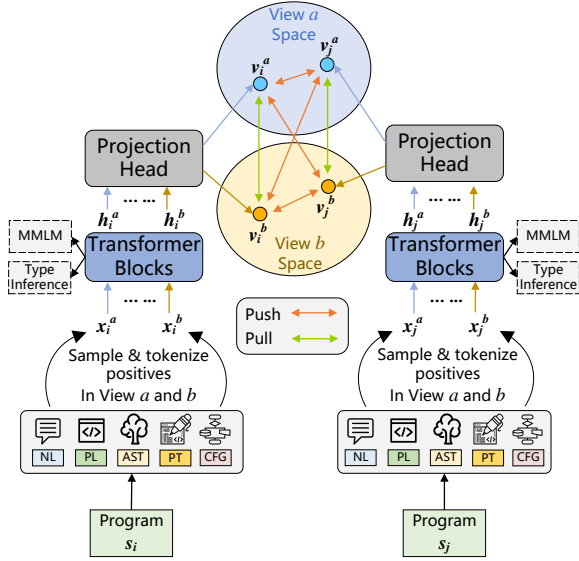 View a
Space
v_i^a
v_j^a
Projection
Head
Projection
Head
v_i^b
v_j^b
View b
Space
... ...
... ...
h_i^a
h_i^b
h_j^a
h_j^b
MMLM
Type
Inference
Transformer
Blocks
Transformer
Blocks
MMLM
Type
Inference
... ...
... ...
x_i^a
x_i^b
x_j^a
x_j^b
Push
Pull
Sample & tokenize
positives
In View a and b
Sample & tokenize
positives
In View a and b
NL PL AST PT CFG
NL PL AST PT CFG
Program
s_i
Program
s_j